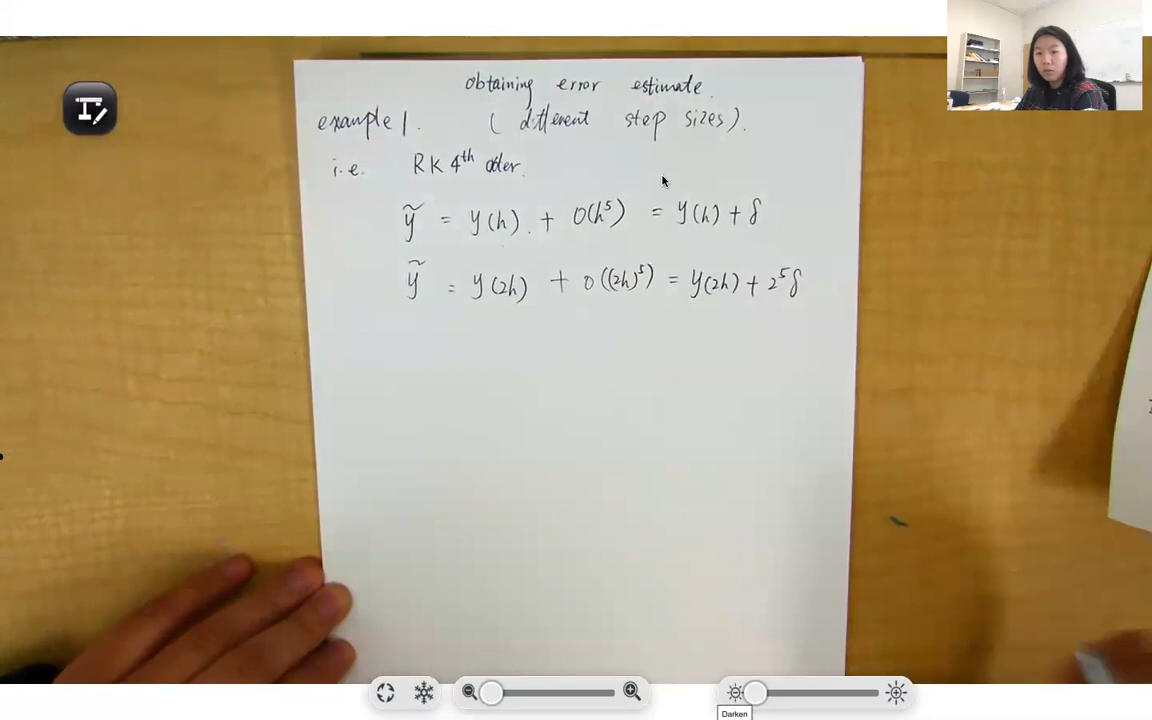 obtaining error estimate.
example 1. (different step sizes).
i.e. RK 4th order.
ỹ = y(h) + O(h⁵) = y(h) + δ
ỹ = y(2h) + O((2h)⁵) = y(2h) + 2⁵δ
Darken